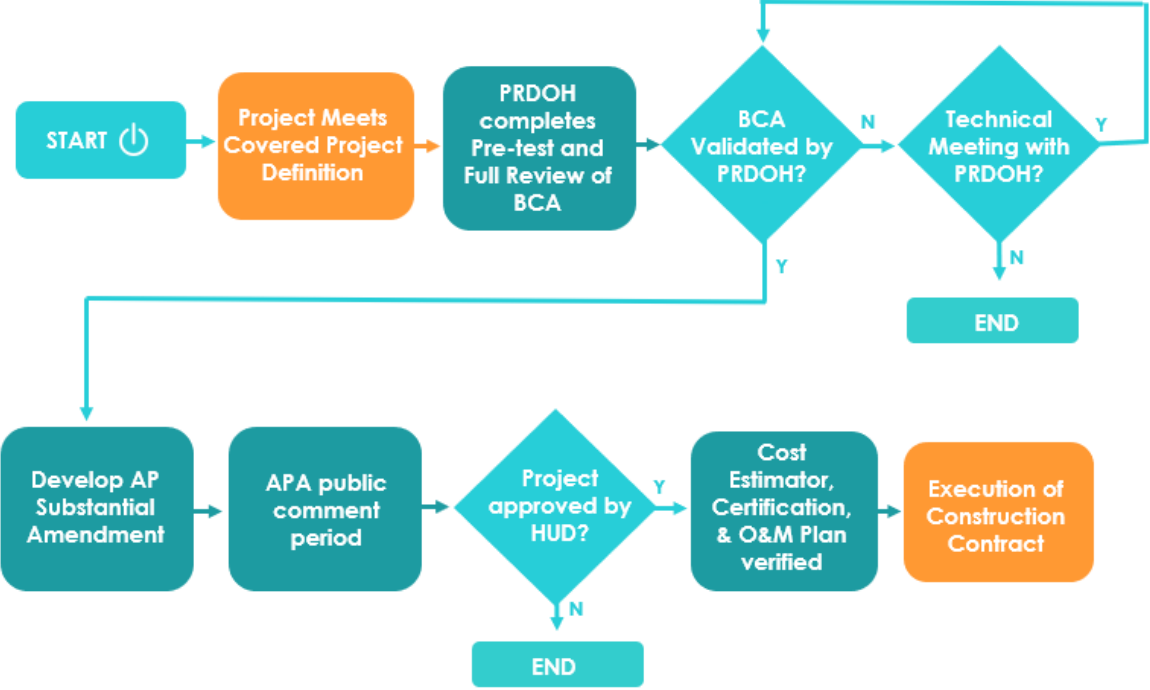 START
Project Meets
Covered Project
Definition
PRDOH
completes
Pre-test and
Full Review of
BCA
BCA
Validated by
PRDOH?
N
Technical
Meeting with
PRDOH?
Y
Y
N
END
Develop AP
Substantial
Amendment
APA public
comment
period
Project
approved by
HUD?
Y
N
END
Cost
Estimator,
Certification,
& O&M Plan
verified
Execution of
Construction
Contract